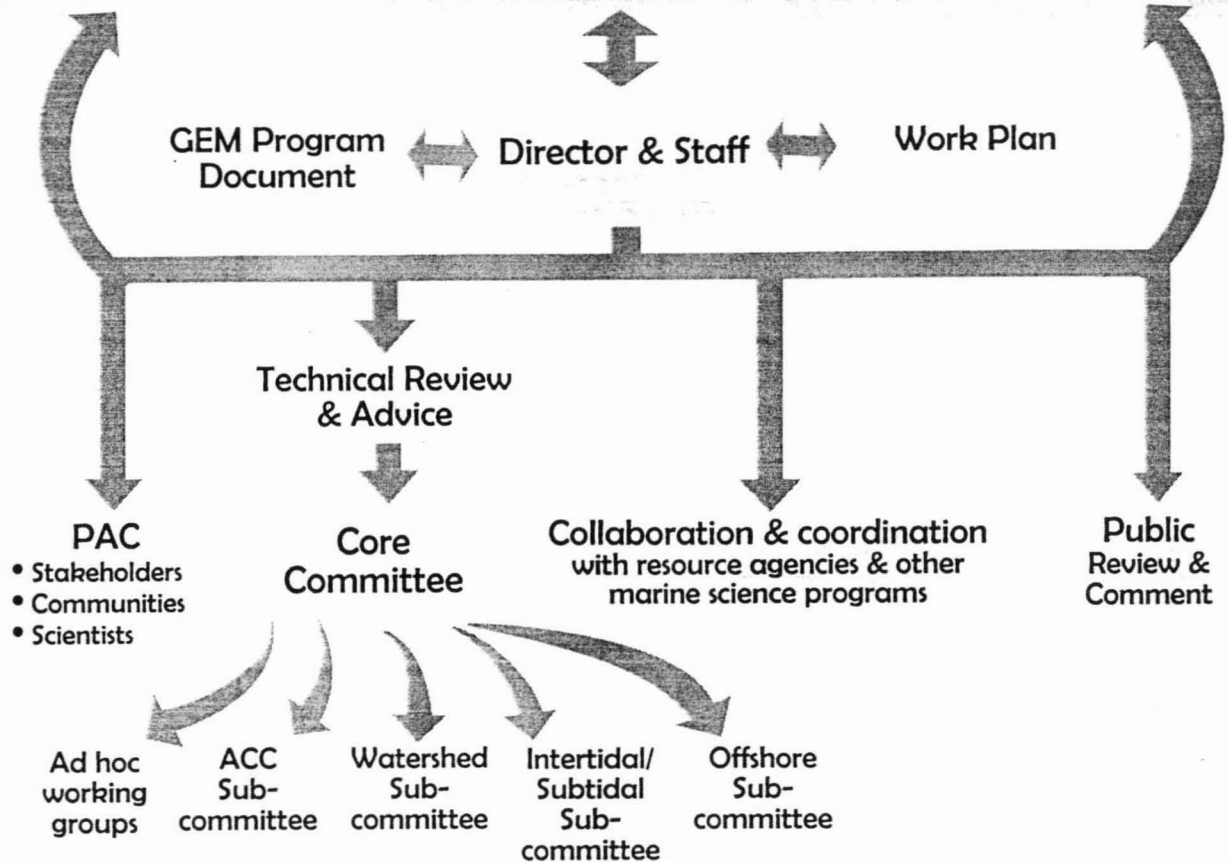 GEM Program
Document
Director & Staff
Work Plan
Technical Review
& Advice
PAC
• Stakeholders
• Communities
• Scientists
Core
Committee
Collaboration & coordination
with resource agencies & other
marine science programs
Public
Review &
Comment
Ad hoc
working
groups
ACC
Sub-
committee
Watershed
Sub-
committee
Intertidal/
Subtidal
Sub-
committee
Offshore
Sub-
committee